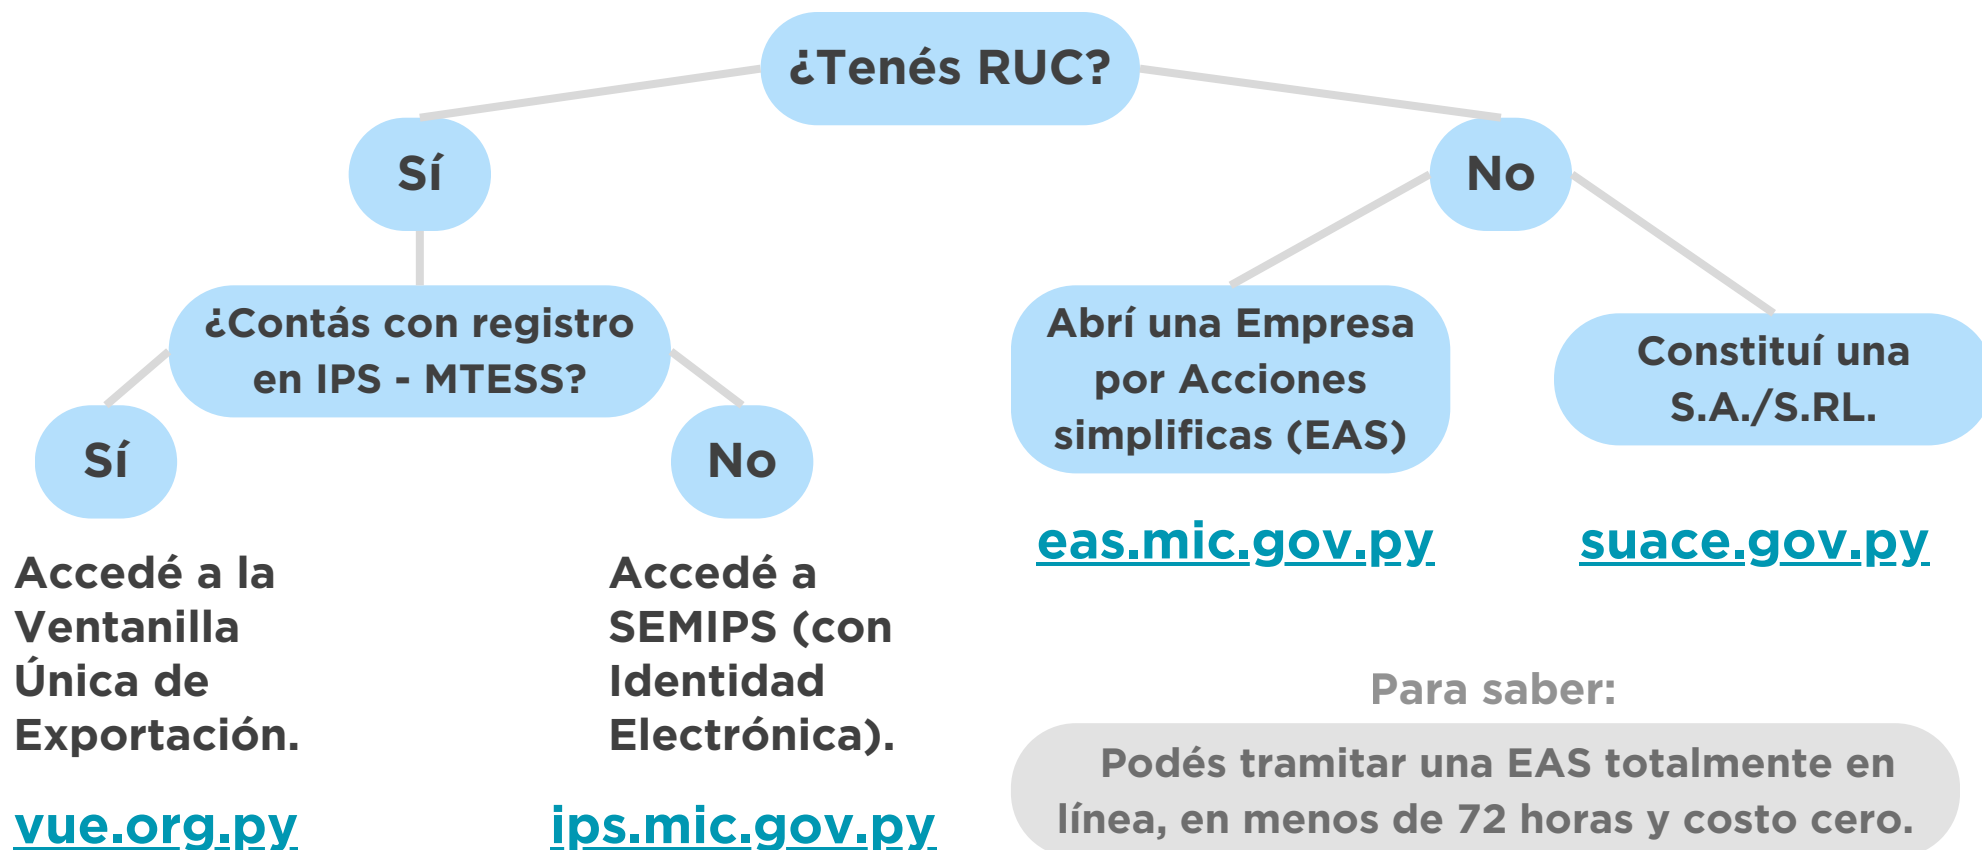 ¿Tenés RUC?
Sí
No
¿Contás con registro
en IPS - MTESS?
Sí
No
Accedé a la
Ventanilla
Única de
Exportación.
vue.org.py
Accedé a
SEMIPS (con
Identidad
Electrónica).
ips.mic.gov.py
Abrí una Empresa
por Acciones
simplificas (EAS)
eas.mic.gov.py
Constituí una
S.A./S.RL.
suace.gov.py
Para saber:
Podés tramitar una EAS totalmente en
línea, en menos de 72 horas y costo cero.